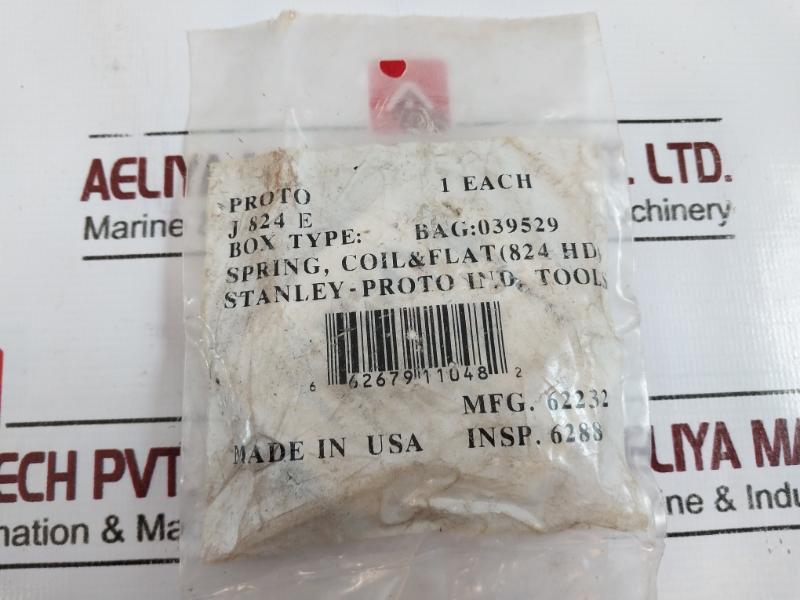 AELIYA
LTD.
Marine
chinery
PROTO 1 EACH
J 824 E
BOX TYPE: BAG:039529
SPRING, COIL&FLAT(824 HD)
STANLEY-PROTO IND. TOOLS
6 62679 11048 2
MFG. 62232
MADE IN USA INSP. 6288
ECH PVT
LIYA MA
mation & Ma
ne & Indu